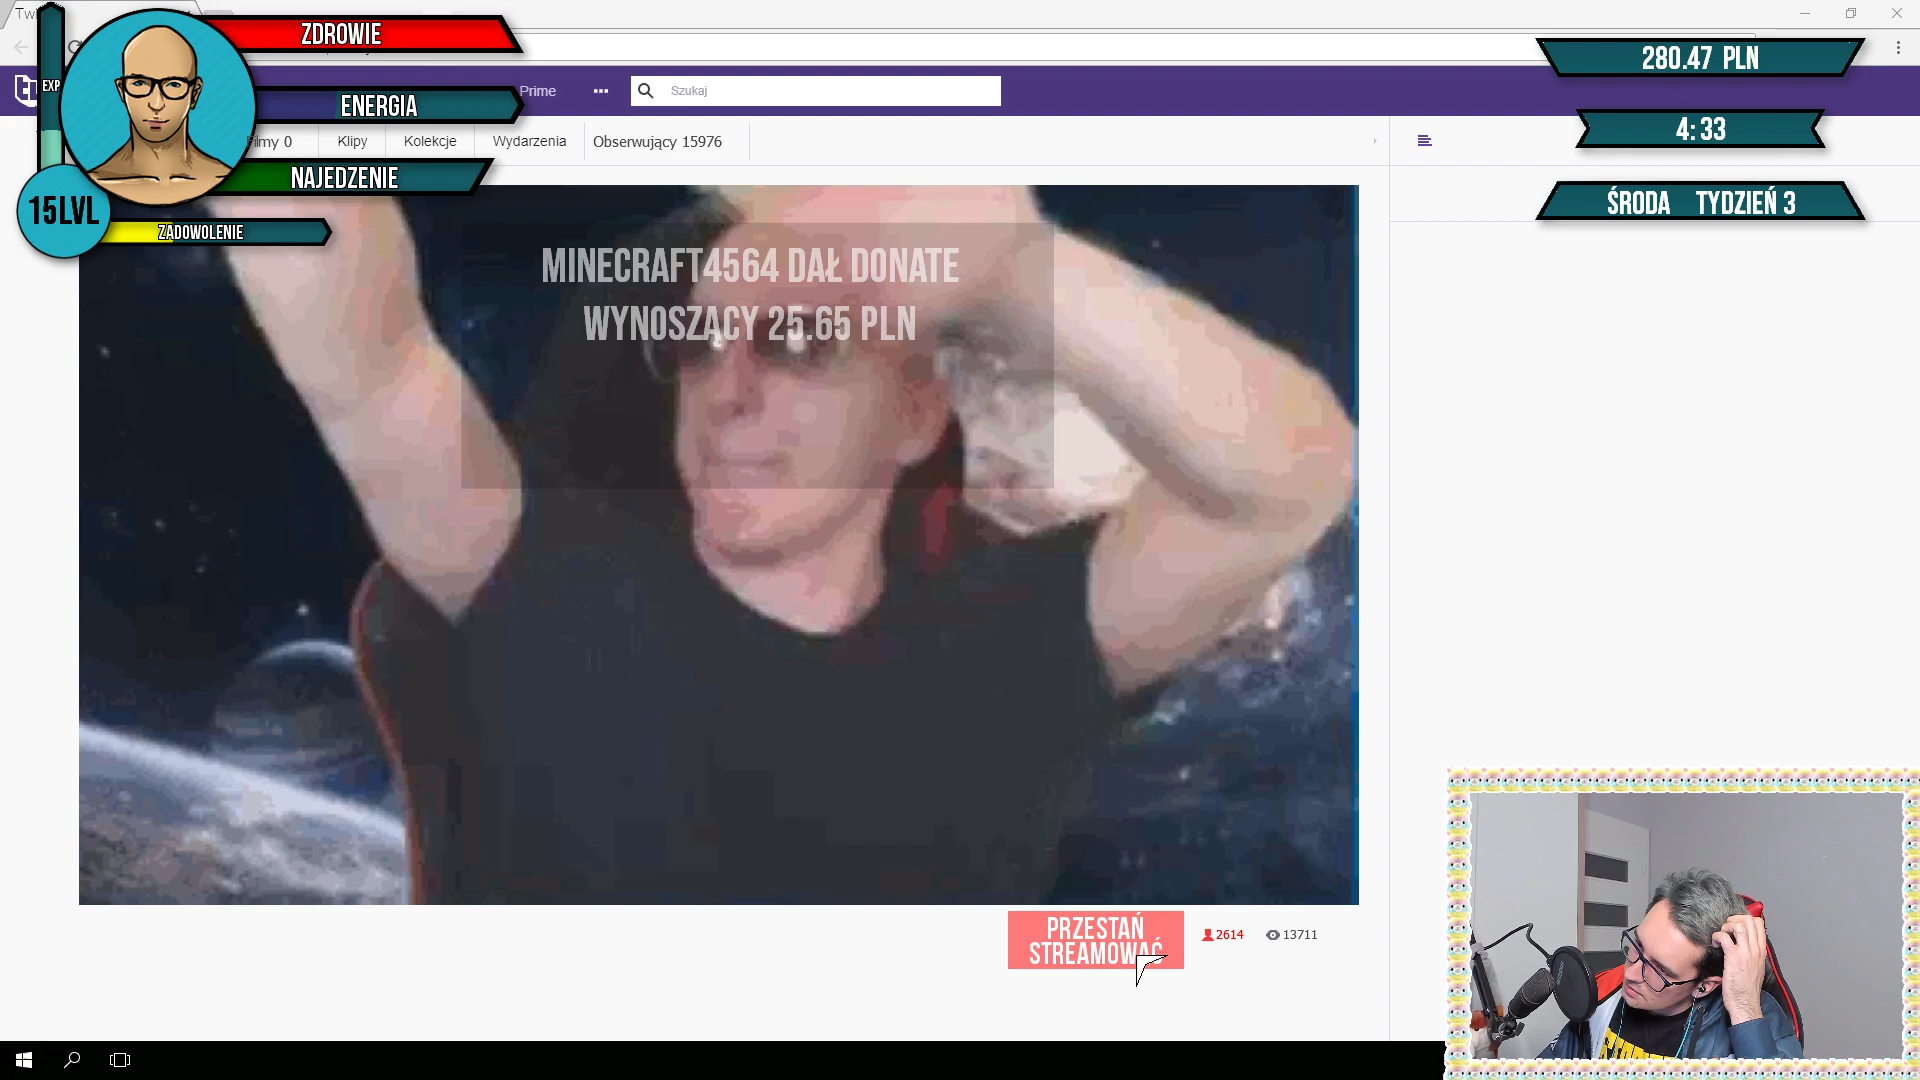 Twi
ZDROWIE
EXP
ENERGIA
Prime
Szukaj
280.47 PLN
Filmy 0
Klipy
Kolekcje
Wydarzenia
Obserwujący 15976
4:33
NAJEDZENIE
15LVL
ZADOWOLENIE
ŚRODA TYDZIEŃ 3
MINECRAFT4564 DAŁ DONATE
WYNOSZĄCY 25.65 PLN
PRZESTAŃ
STREAMOWAĆ
2614
13711